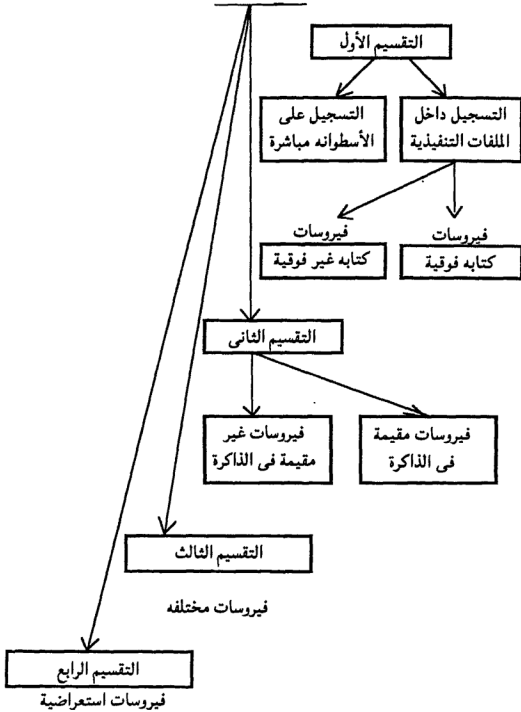 التقسيم الأول
التسجيل داخل
الملفات التنفيذية
التسجيل على
الأسطوانه مباشرة
فيروسات
كتابه فوقية
فيروسات
كتابه غير فوقية
التقسيم الثانى
فيروسات مقيمة
فى الذاكرة
فيروسات غير
مقيمة فى الذاكرة
التقسيم الثالث
فيروسات مختلفه
التقسيم الرابع
فيروسات استعراضية